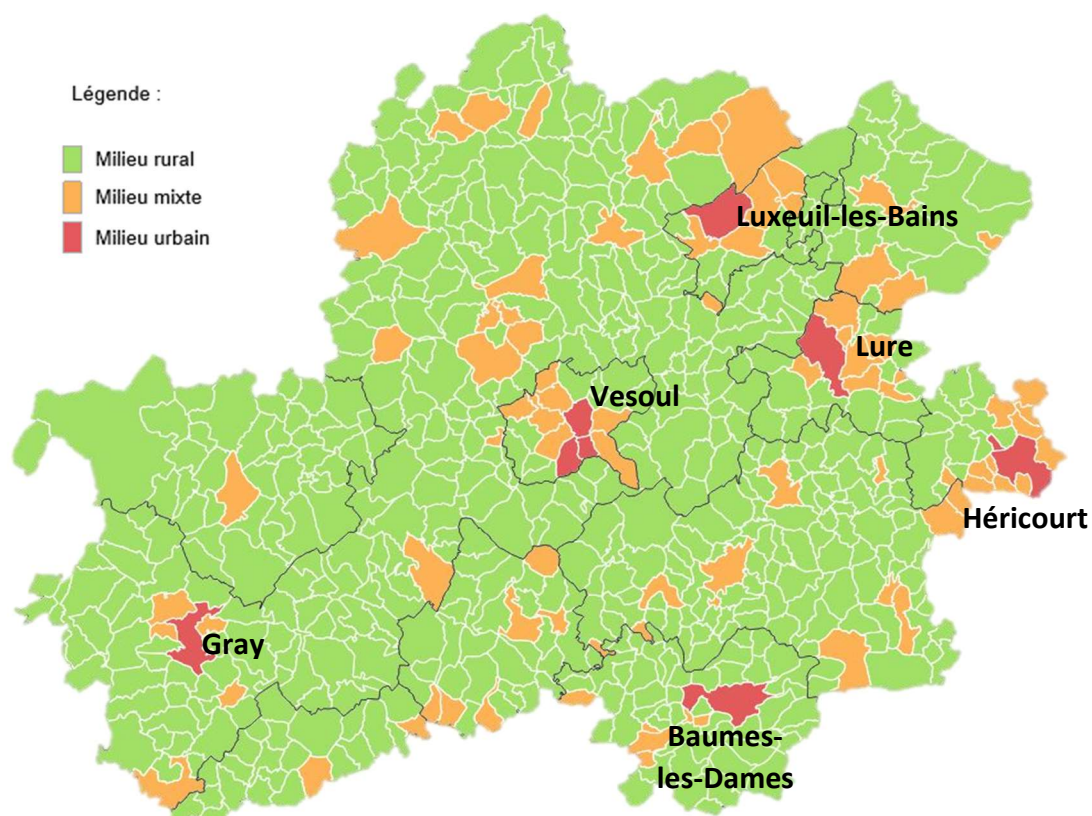 Légende :
Milieu rural
Milieu mixte
Milieu urbain
Luxeuil-les-Bains
Lure
Vesoul
Héricourt
Gray
Baumes-
les-Dames